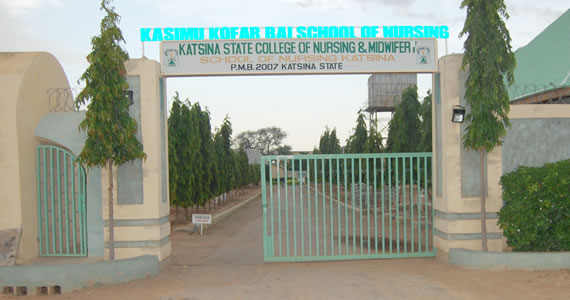 KASIMU KOFAR BAI SCHOOL OF NURSING
KATSINA STATE COLLEGE OF NURSING & MIDWIFERY
SCHOOL OF NURSING KATSINA
P.M.B. 2007 KATSINA STATE